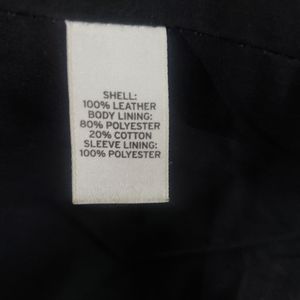 SHELL:
100% LEATHER
BODY LINING:
80% POLYESTER
20% COTTON
SLEEVE LINING:
100% POLYESTER